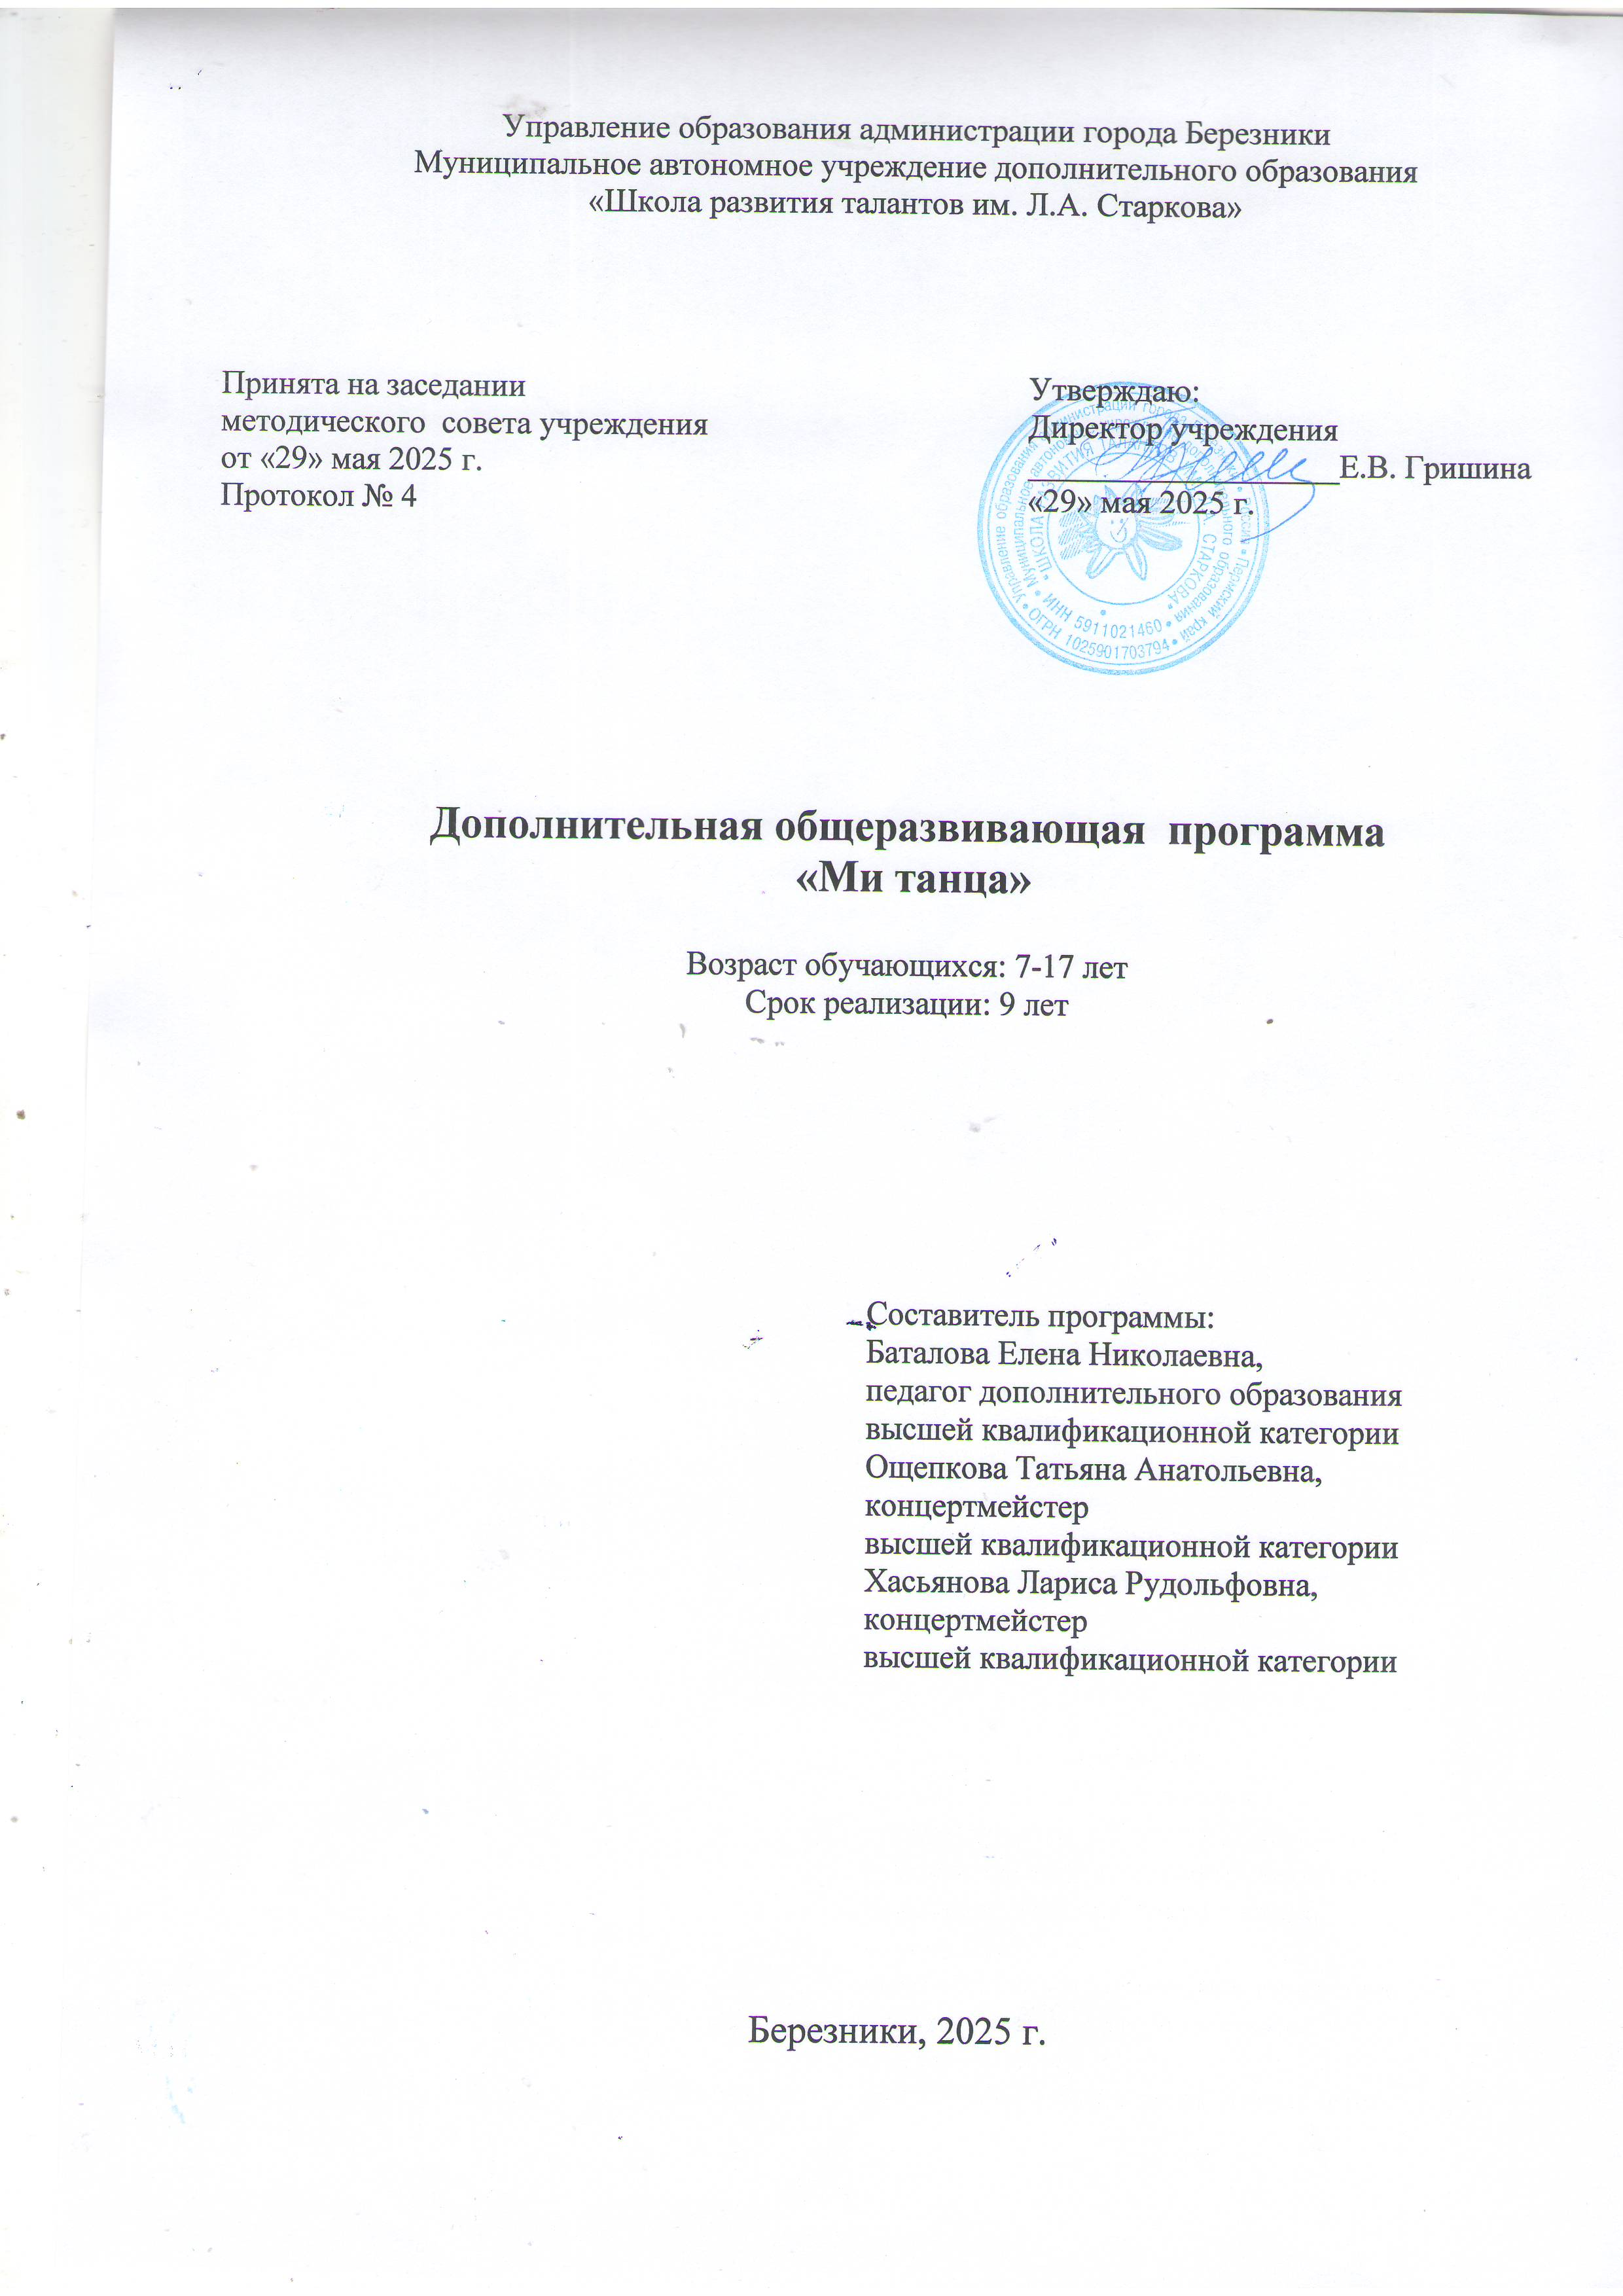 Управление образования администрации города Березники
Муниципальное автономное учреждение дополнительного образования
«Школа развития талантов им. Л.А. Старкова»
Принята на заседании
методического совета учреждения
от «29» мая 2025 г.
Протокол № 4
Утверждаю:
Директор учреждения
Е.В. Гришина
«29» мая 2025 г.
ИНН 5911021460
ОГРН 1025901703794
Дополнительная общеразвивающая программа
«Ми танца»
Возраст обучающихся: 7-17 лет
Срок реализации: 9 лет
Составитель программы:
Баталова Елена Николаевна,
педагог дополнительного образования
высшей квалификационной категории
Ощепкова Татьяна Анатольевна,
концертмейстер
высшей квалификационной категории
Хасьянова Лариса Рудольфовна,
концертмейстер
высшей квалификационной категории
Березники, 2025 г.